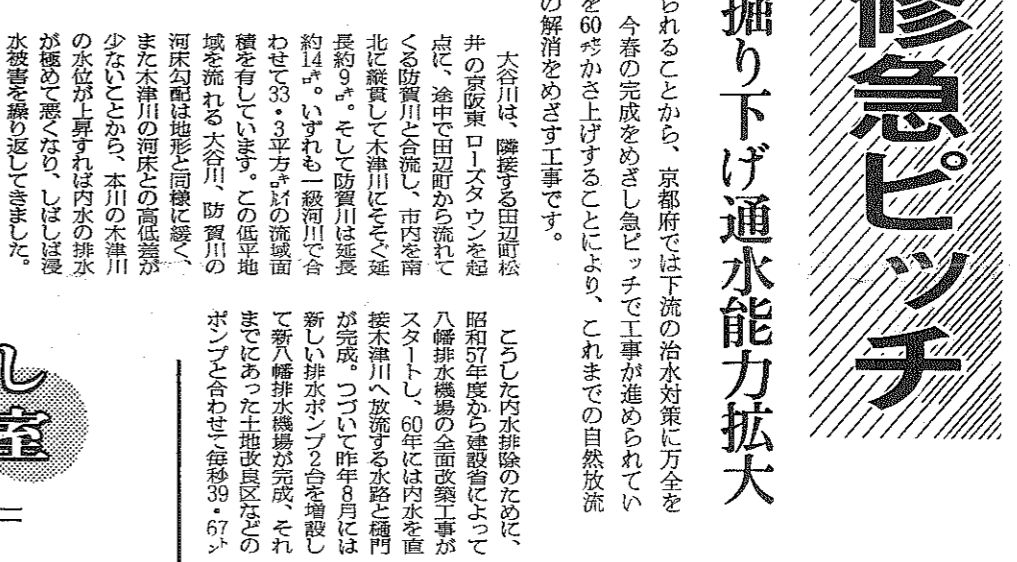 修急ピッチ
掘り下げ通水能力拡大
られることから、京都府では下流の治水対策に万全を
今春の完成をめざし急ピッチで工事が進められてい
を60㌢かさ上げすることにより、これまでの自然放流
の解消をめざす工事です。
大谷川は、隣接する田辺町松
井の京阪東ローズタウンを起
点に、途中で田辺町から流れて
くる防賀川と合流し、市内を南
北に縦貫して木津川にそそぐ延
長約9㌔。そして防賀川は延長
約14㌔。いずれも一級河川で合
わせて33・3平方㌔㍍の流域面
積を有しています。この低平地
域を流れる大谷川、防賀川の
河床勾配は地形と同様に緩く、
また木津川の河床との高低差が
少ないことから、本川の木津川
の水位が上昇すれば内水の排水
が極めて悪くなり、しばしば浸
水被害を繰り返してきました。
こうした内水排除のために、
昭和57年度から建設省によって
八幡排水機場の全面改築工事が
スタートし、60年には内水を直
接木津川へ放流する水路と樋門
が完成。つづいて昨年8月には
新しい排水ポンプ2台を増設し
て新八幡排水機場が完成、それ
までにあった土地改良区などの
ポンプと合わせて毎秒39・67㌧
し
室